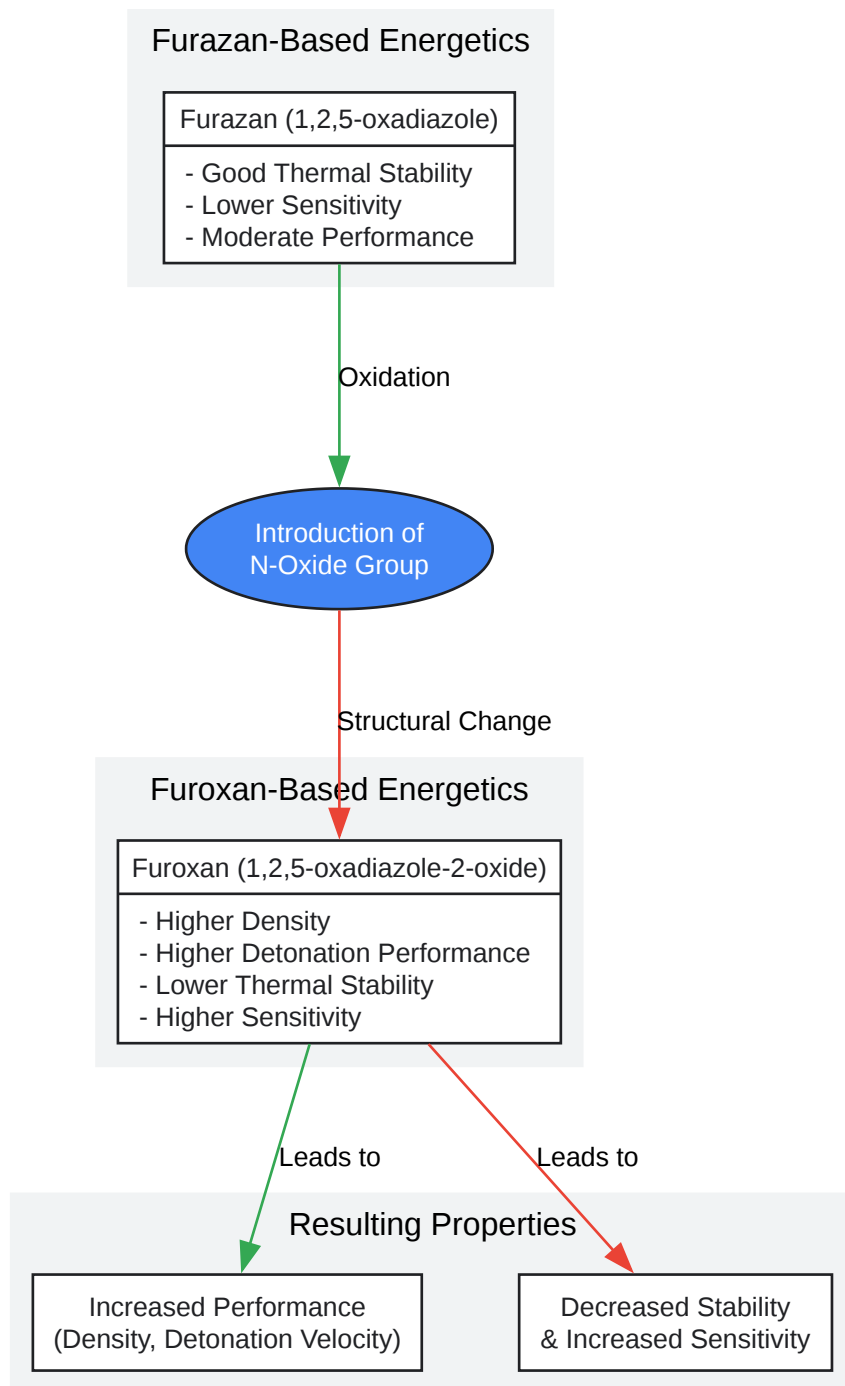 Furazan-Based Energetics
Furazan (1,2,5-oxadiazole)
- Good Thermal Stability
- Lower Sensitivity
- Moderate Performance
Oxidation
Introduction of
N-Oxide Group
Structural Change
Furoxan-Based Energetics
Furoxan (1,2,5-oxadiazole-2-oxide)
- Higher Density
- Higher Detonation Performance
- Lower Thermal Stability
- Higher Sensitivity
Leads to
Leads to
Resulting Properties
Increased Performance
(Density, Detonation Velocity)
Decreased Stability
& Increased Sensitivity